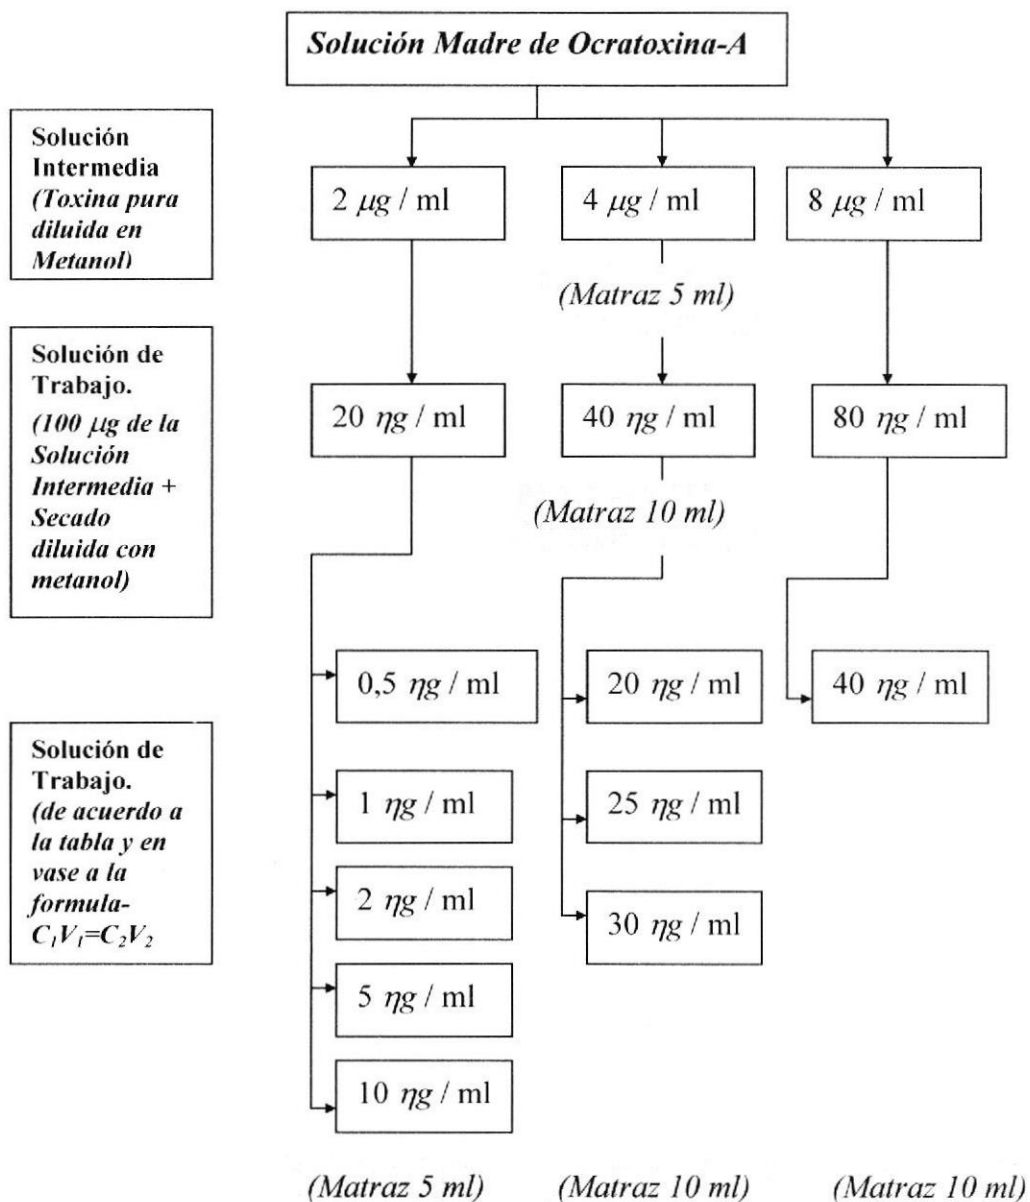 Solución Madre de Ocratoxina-A
Solución
Intermedia
(Toxina pura
diluida en
Metanol)
2 µg / ml
4 µg / ml
8 µg / ml
(Matraz 5 ml)
Solución de
Trabajo.
(100 µg de la
Solución
Intermedia +
Secado
diluida con
metanol)
20 ηg / ml
40 ηg / ml
80 ηg / ml
(Matraz 10 ml)
Solución de
Trabajo.
(de acuerdo a
la tabla y en
vase a la
formula-
C₁V₁=C₂V₂
0,5 ηg / ml
1 ηg / ml
2 ηg / ml
5 ηg / ml
10 ηg / ml
20 ηg / ml
25 ηg / ml
30 ηg / ml
40 ηg / ml
(Matraz 5 ml)
(Matraz 10 ml)
(Matraz 10 ml)